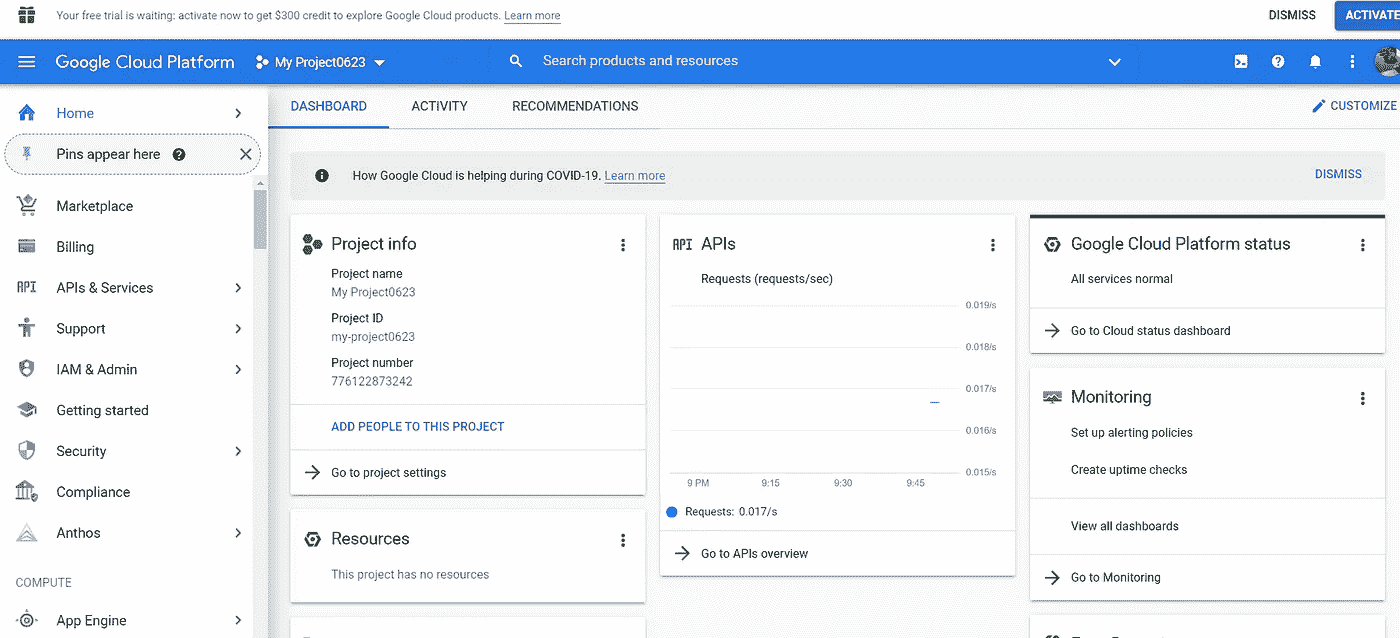 Your free trial is waiting: activate now to get $300 credit to explore Google Cloud products. Learn more
DISMISS
ACTIVATE
Google Cloud Platform
My Project0623
Search products and resources
Home
Pins appear here
Marketplace
Billing
API APIs & Services
Support
IAM & Admin
Getting started
Security
Compliance
Anthos
COMPUTE
App Engine
DASHBOARD
ACTIVITY
RECOMMENDATIONS
CUSTOMIZE
How Google Cloud is helping during COVID-19. Learn more
DISMISS
Project info
Project name
My Project0623
Project ID
my-project0623
Project number
776122873242
ADD PEOPLE TO THIS PROJECT
Go to project settings
Resources
This project has no resources
API APIs
Requests (requests/sec)
0.019/s
0.018/s
0.017/s
0.016/s
0.015/s
9 PM
9:15
9:30
9:45
Requests: 0.017/s
Go to APIs overview
Google Cloud Platform status
All services normal
Go to Cloud status dashboard
Monitoring
Set up alerting policies
Create uptime checks
View all dashboards
Go to Monitoring